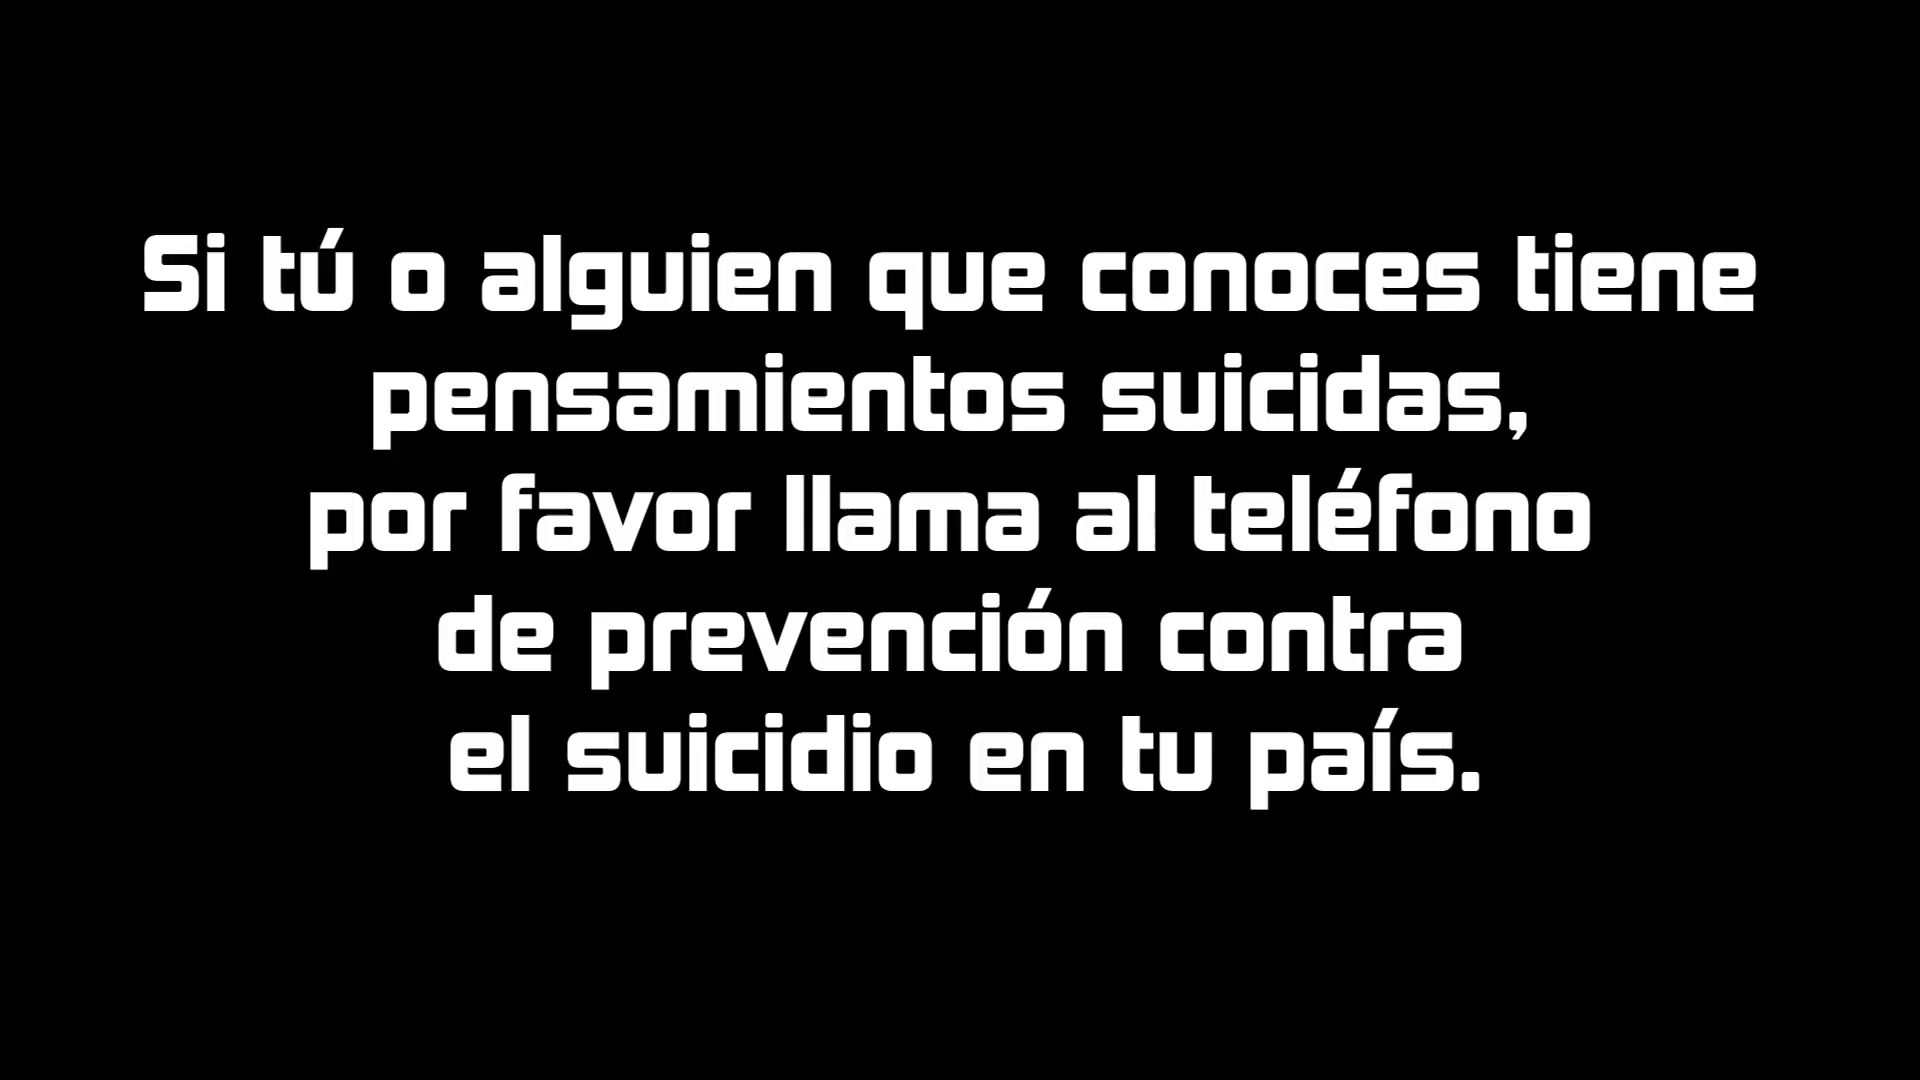 Si tú o alguien que conoces tiene
pensamientos suicidas,
por favor llama al teléfono
de prevención contra
el suicidio en tu país.